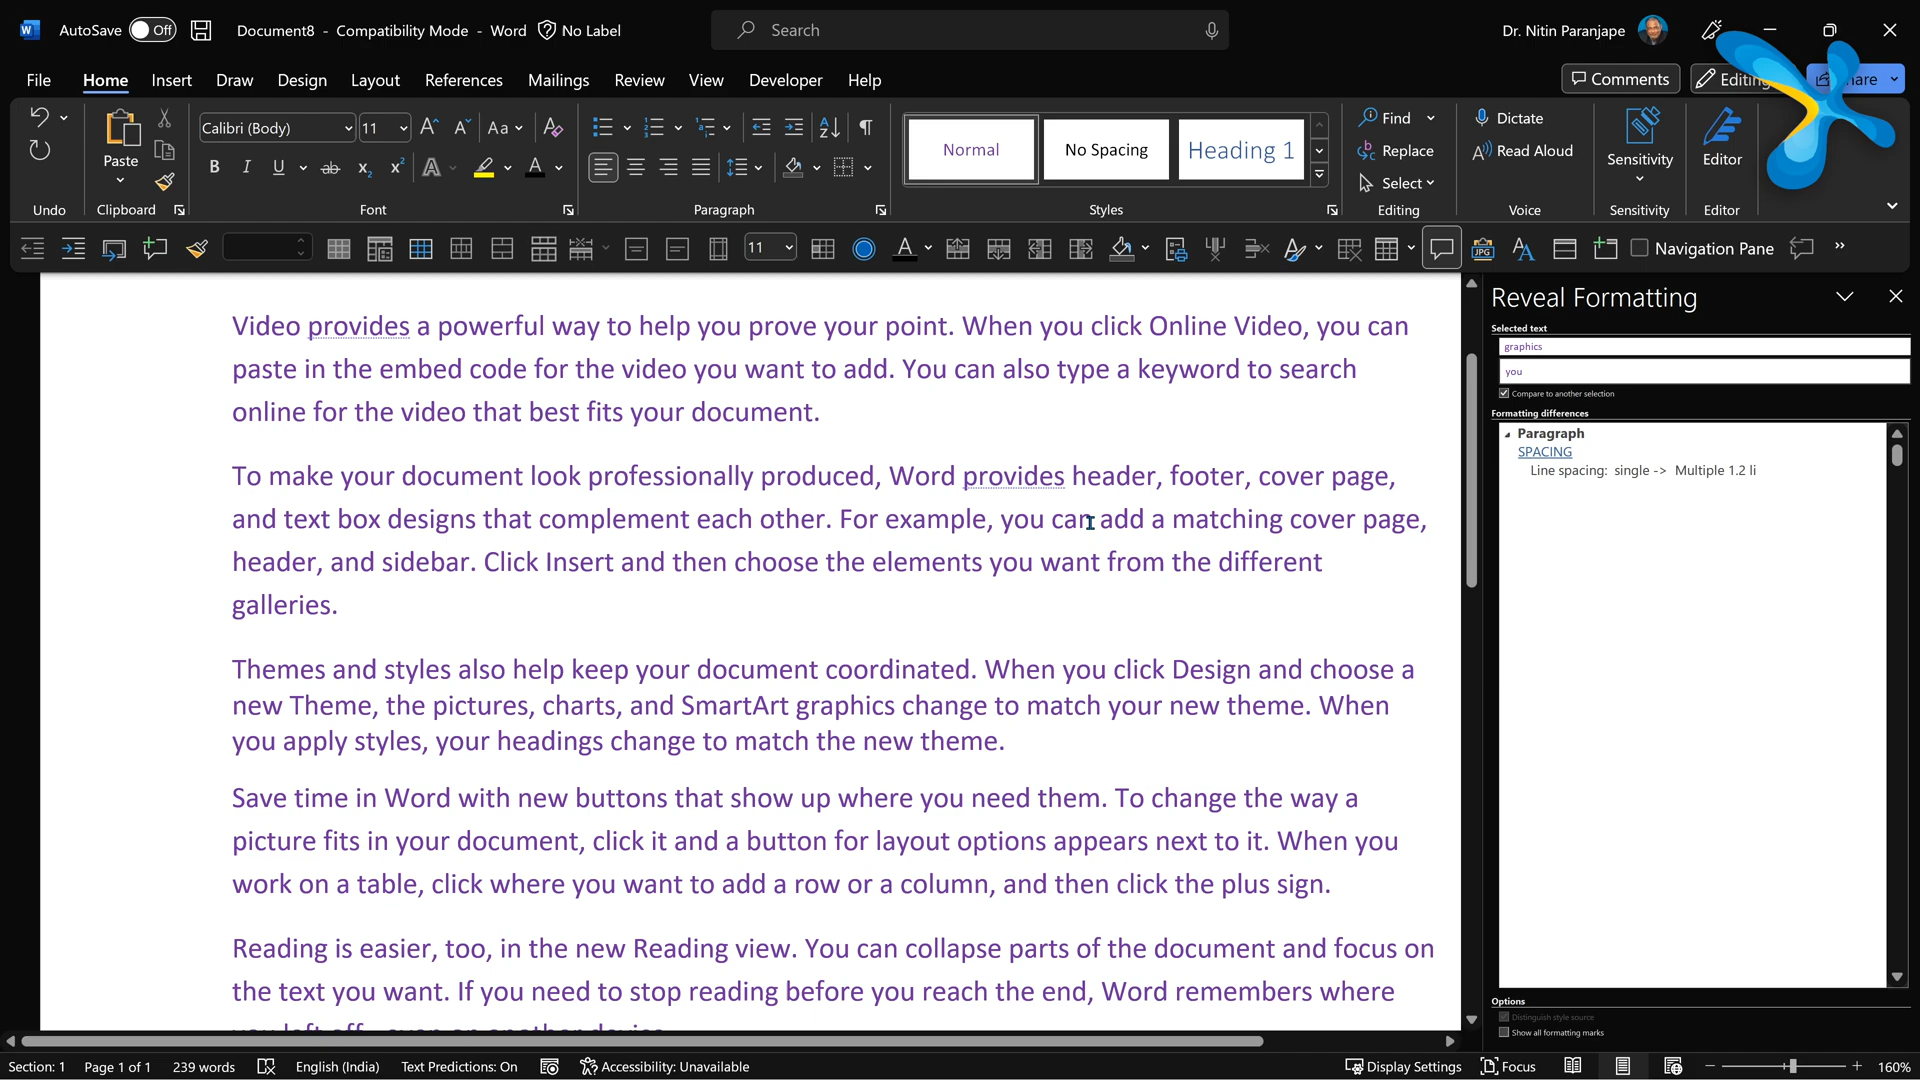 AutoSave Off Document8 - Compatibility Mode - Word No Label Search Dr. Nitin Paranjape
File Home Insert Draw Design Layout References Mailings Review View Developer Help Comments Editing
Calibri (Body) 11 Aa
Paste
B I U ab x₂ x² A A
Normal No Spacing Heading 1
Find
Replace
Select
Dictate
Read Aloud
Sensitivity
Editor
Undo Clipboard Font Paragraph Styles Editing Voice Sensitivity Editor
11 A JPG A Navigation Pane
Video provides a powerful way to help you prove your point. When you click Online Video, you can
paste in the embed code for the video you want to add. You can also type a keyword to search
online for the video that best fits your document.
To make your document look professionally produced, Word provides header, footer, cover page,
and text box designs that complement each other. For example, you can add a matching cover page,
header, and sidebar. Click Insert and then choose the elements you want from the different
galleries.
Themes and styles also help keep your document coordinated. When you click Design and choose a
new Theme, the pictures, charts, and SmartArt graphics change to match your new theme. When
you apply styles, your headings change to match the new theme.
Save time in Word with new buttons that show up where you need them. To change the way a
picture fits in your document, click it and a button for layout options appears next to it. When you
work on a table, click where you want to add a row or a column, and then click the plus sign.
Reading is easier, too, in the new Reading view. You can collapse parts of the document and focus on
the text you want. If you need to stop reading before you reach the end, Word remembers where
Reveal Formatting
Selected text
graphics
you
Compare to another selection
Formatting differences
Paragraph
SPACING
Line spacing: single -> Multiple 1.2 li
Options
Distinguish style source
Show all formatting marks
Section: 1 Page 1 of 1 239 words English (India) Text Predictions: On Accessibility: Unavailable Display Settings Focus 160%